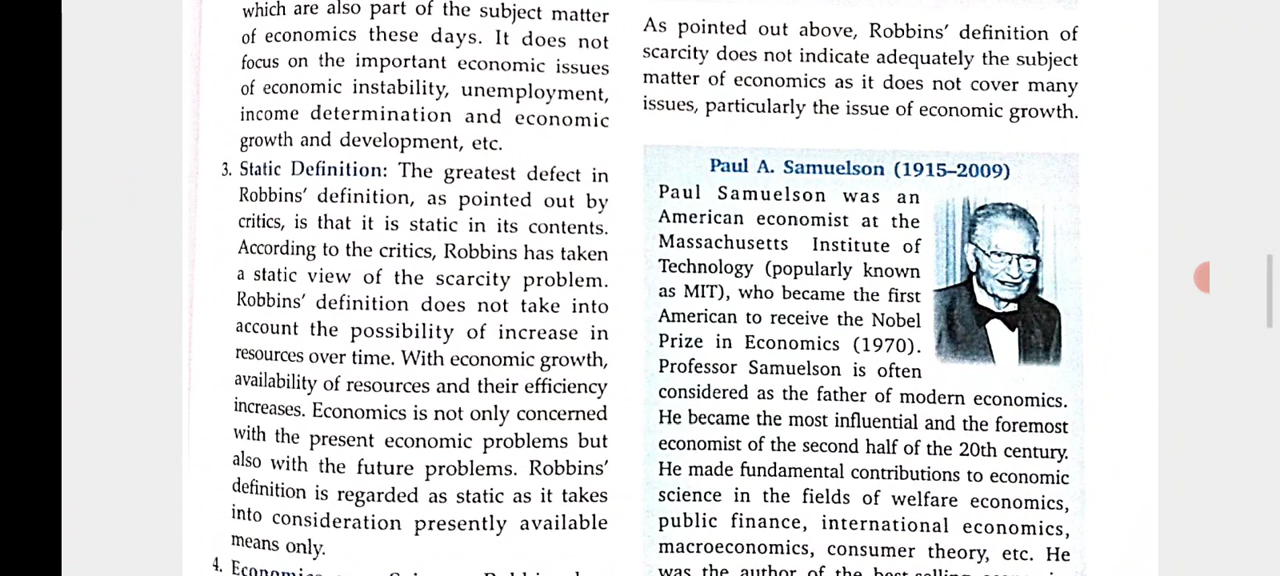 which are also part of the subject matter
of economics these days. It does not
focus on the important economic issues
of economic instability, unemployment,
income determination and economic
growth and development, etc.
3. Static Definition: The greatest defect in
Robbins' definition, as pointed out by
critics, is that it is static in its contents.
According to the critics, Robbins has taken
a static view of the scarcity problem.
Robbins' definition does not take into
account the possibility of increase in
resources over time. With economic growth,
availability of resources and their efficiency
increases. Economics is not only concerned
with the present economic problems but
also with the future problems. Robbins'
definition is regarded as static as it takes
into consideration presently available
means only.
4.
As pointed out above, Robbins' definition of
scarcity does not indicate adequately the subject
matter of economics as it does not cover many
issues, particularly the issue of economic growth.
Paul A. Samuelson (1915–2009)
Paul Samuelson was an
American economist at the
Massachusetts Institute of
Technology (popularly known
as MIT), who became the first
American to receive the Nobel
Prize in Economics (1970).
Professor Samuelson is often
considered as the father of modern economics.
He became the most influential and the foremost
economist of the second half of the 20th century.
He made fundamental contributions to economic
science in the fields of welfare economics,
public finance, international economics,
macroeconomics, consumer theory, etc. He
was the author of the best-selling